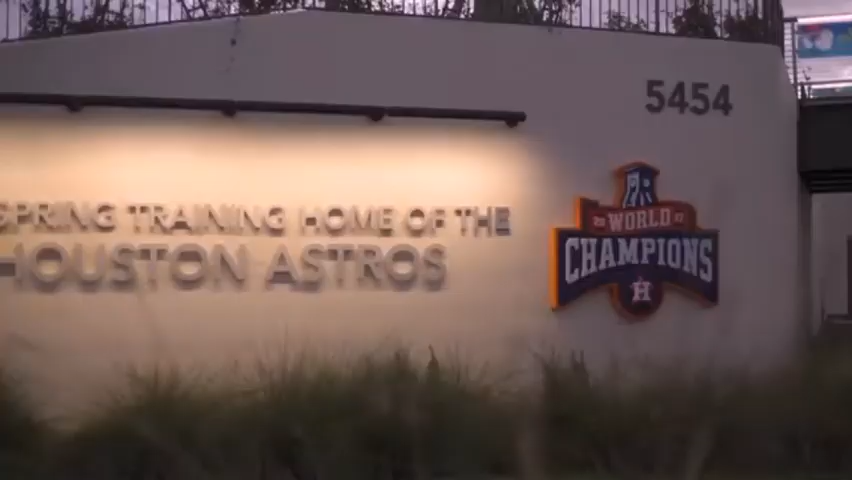 5454
SPRING TRAINING HOME OF THE
HOUSTON ASTROS
WORLD
CHAMPIONS
H